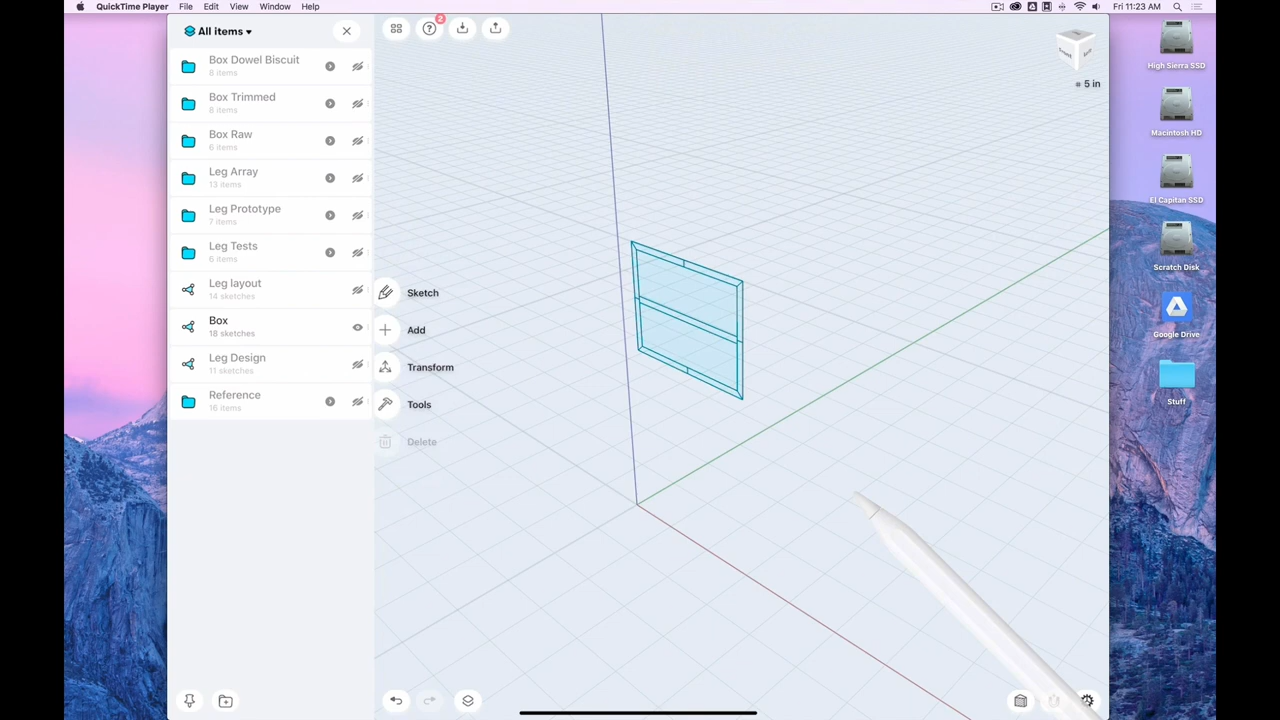 QuickTime Player File Edit View Window Help
Fri 11:23 AM
All items
2
Box Dowel Biscuit
8 items
Box Trimmed
8 items
Box Raw
6 items
Leg Array
13 items
Leg Prototype
7 items
Leg Tests
6 items
Leg layout
14 sketches
Box
18 sketches
Leg Design
11 sketches
Reference
16 items
Sketch
Add
Transform
Tools
Delete
Front
5 in
High Sierra SSD
Macintosh HD
El Capitan SSD
Scratch Disk
Google Drive
Stuff